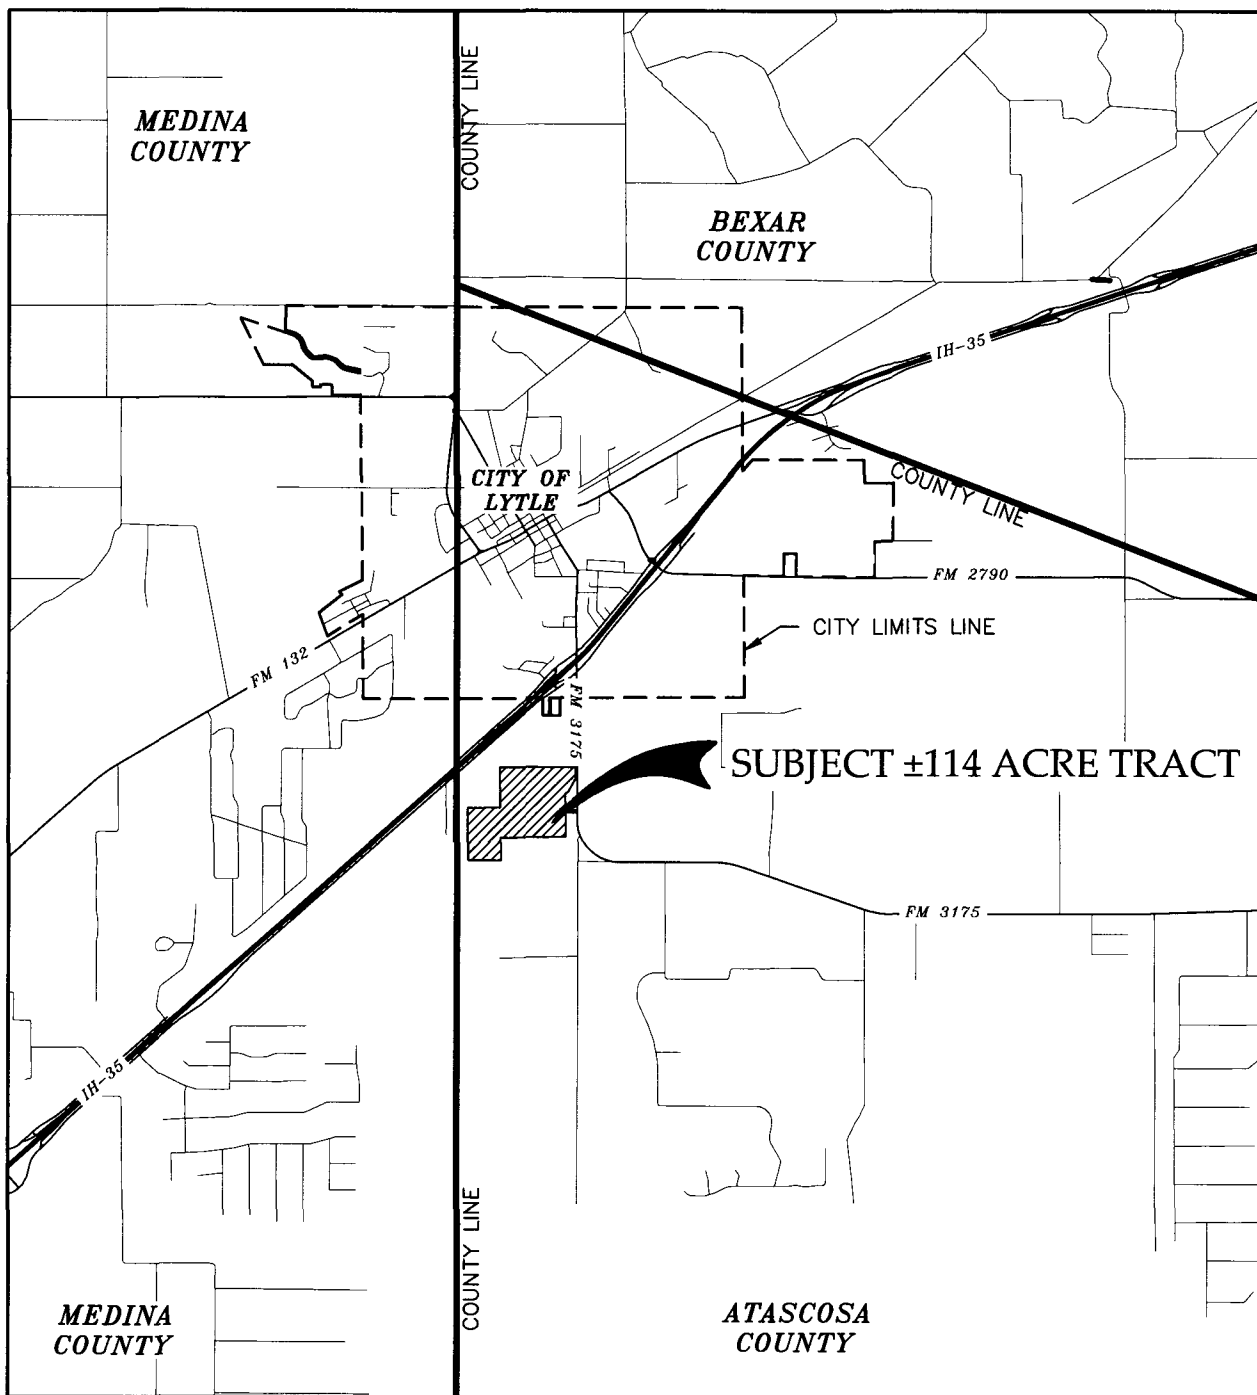 COUNTY LINE
MEDINA
COUNTY
BEXAR
COUNTY
IH-35
CITY OF
LYTLE
COUNTY LINE
FM 2790
CITY LIMITS LINE
FM 132
FM 3175
SUBJECT ±114 ACRE TRACT
FM 3175
IH-35
COUNTY LINE
MEDINA
COUNTY
ATASCOSA
COUNTY